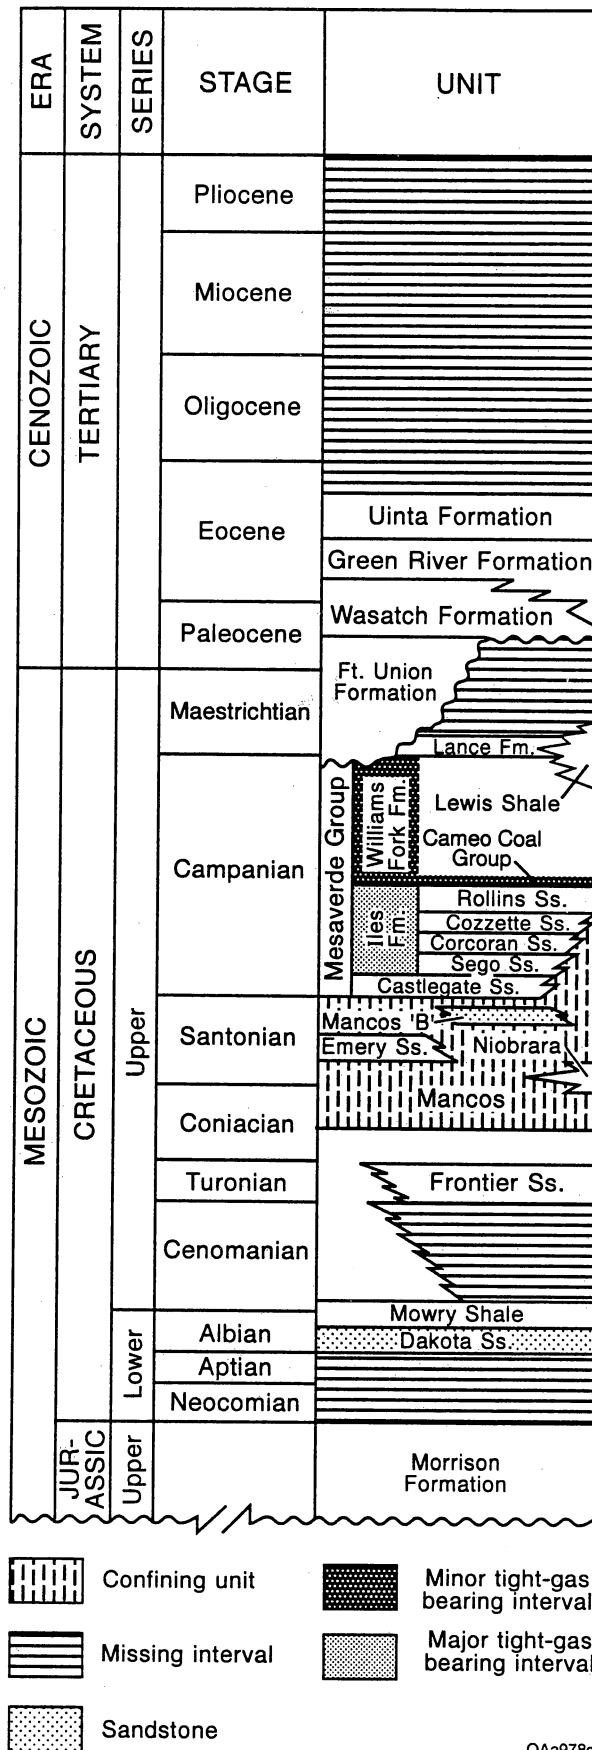 ERA
SYSTEM
SERIES
STAGE
UNIT
CENOZOIC
TERTIARY
Pliocene
Miocene
Oligocene
Eocene
Uinta Formation
Green River Formation
Wasatch Formation
Paleocene
Ft. Union
Formation
MESOZOIC
CRETACEOUS
Upper
Maestrichtian
Lance Fm.
Lewis Shale
Campanian
Mesaverde Group
Williams
Fork Fm.
Cameo Coal
Group
Iles
Fm.
Rollins Ss.
Cozzette Ss.
Corcoran Ss.
Sego Ss.
Castlegate Ss.
Santonian
Mancos 'B'
Emery Ss.
Niobrara
Mancos
Coniacian
Turonian
Frontier Ss.
Cenomanian
Mowry Shale
Lower
Albian
Dakota Ss.
Aptian
Neocomian
JUR-
ASSIC
Upper
Morrison
Formation
Confining unit
Missing interval
Sandstone
Minor tight-gas
bearing interval
Major tight-gas
bearing interval